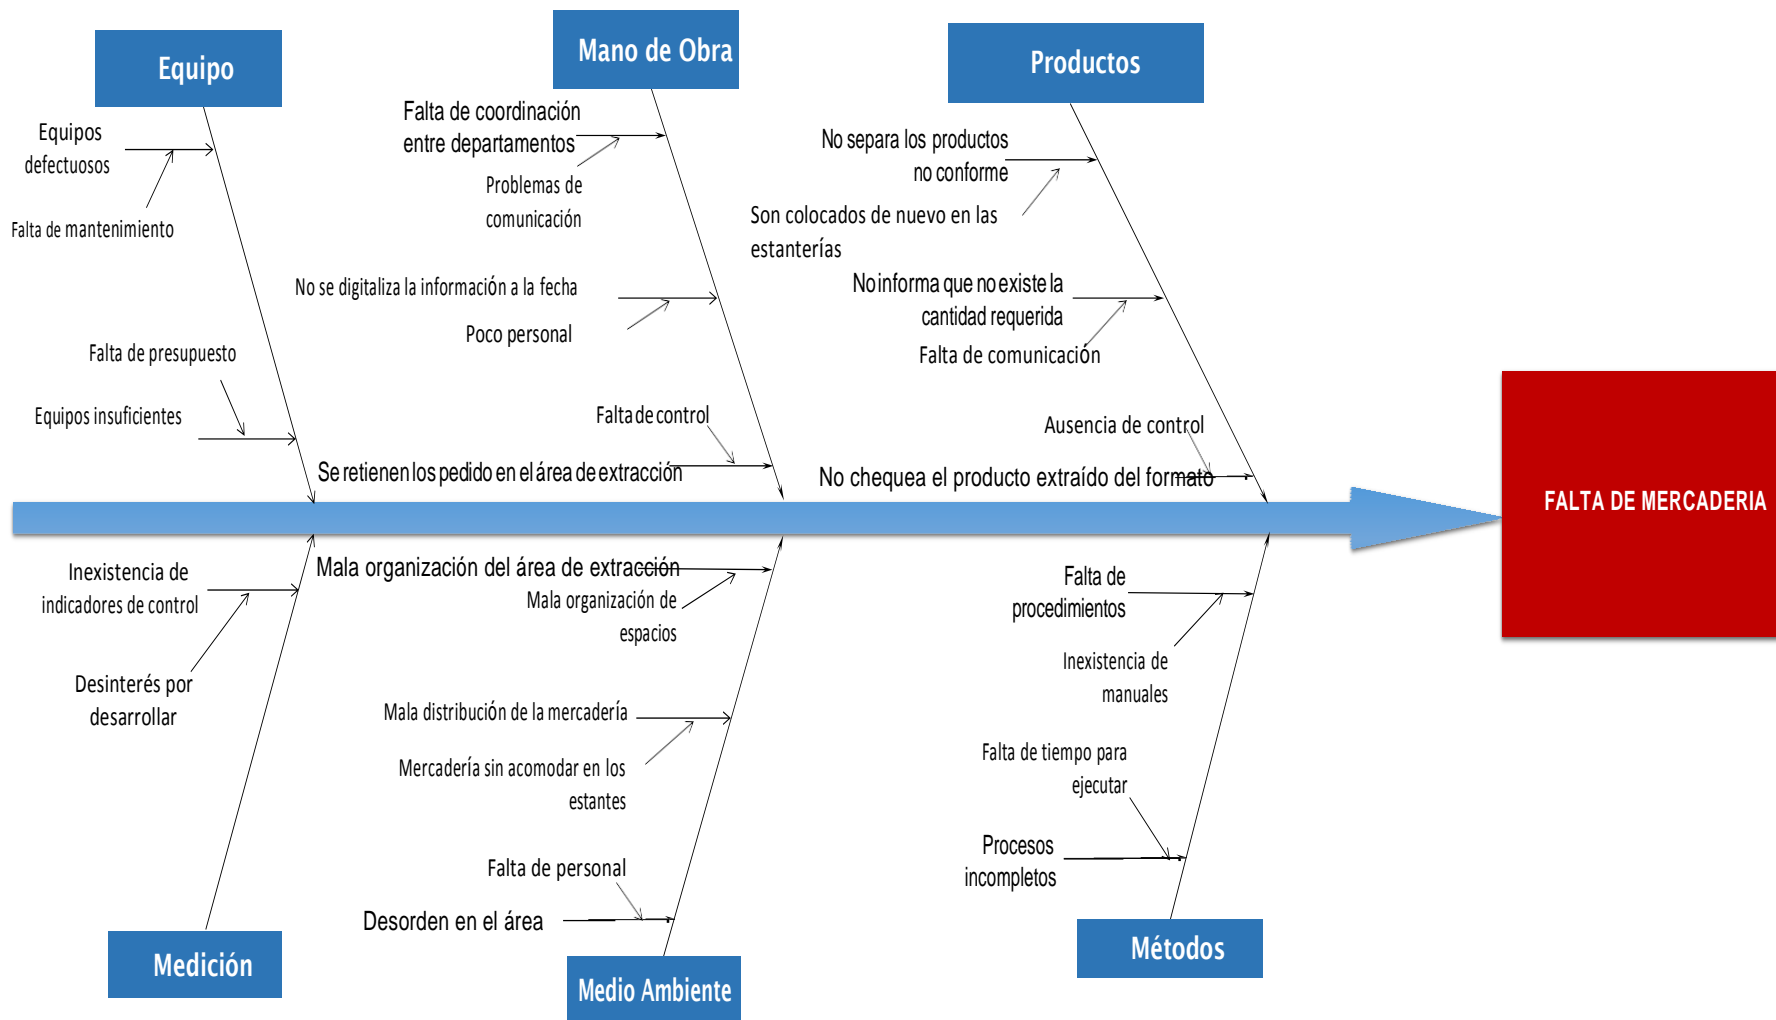 Equipo
Mano de Obra
Productos
Equipos
defectuosos
Falta de mantenimiento
Falta de presupuesto
Equipos insuficientes
Falta de coordinación
entre departamentos
Problemas de
comunicación
No se digitaliza la información a la fecha
Poco personal
Falta de control
Se retienen los pedido en el área de extracción
No separa los productos
no conforme
Son colocados de nuevo en las
estanterías
No informa que no existe la
cantidad requerida
Falta de comunicación
Ausencia de control
No chequea el producto extraído del formato
FALTA DE MERCADERIA
Inexistencia de
indicadores de control
Desinterés por
desarrollar
Medición
Mala organización del área de extracción
Mala organización de
espacios
Mala distribución de la mercadería
Mercadería sin acomodar en los
estantes
Falta de personal
Desorden en el área
Medio Ambiente
Falta de
procedimientos
Inexistencia de
manuales
Falta de tiempo para
ejecutar
Procesos
incompletos
Métodos